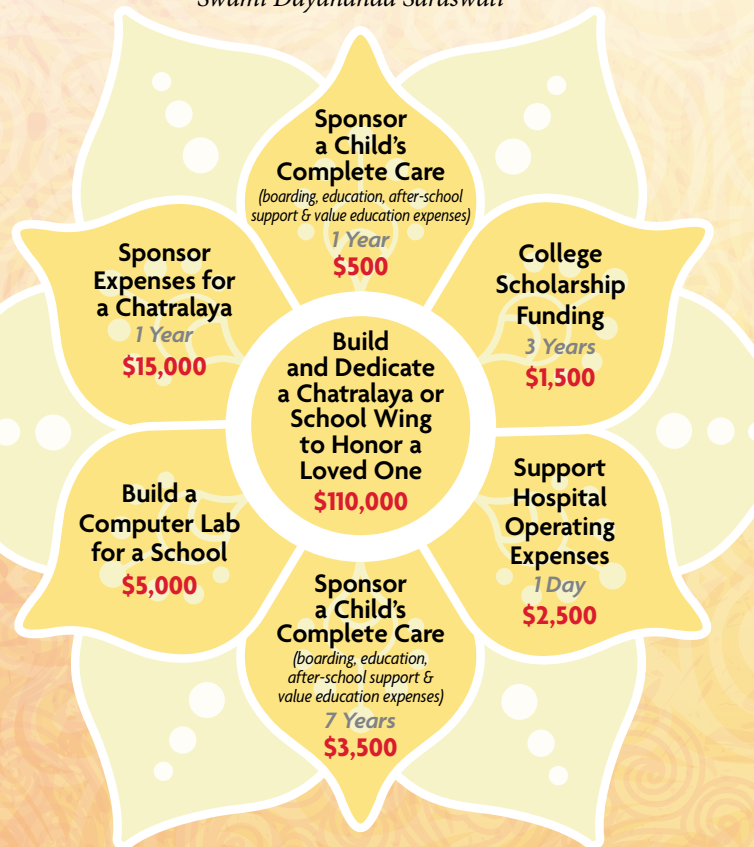 Swami Dayananda Saraswati
Sponsor
a Child's
Complete Care
(boarding, education, after-school
support & value education expenses)
1 Year
$500
Sponsor
Expenses for
a Chatralaya
1 Year
$15,000
College
Scholarship
Funding
3 Years
$1,500
Build
and Dedicate
a Chatralaya or
School Wing
to Honor a
Loved One
$110,000
Build a
Computer Lab
for a School
$5,000
Support
Hospital
Operating
Expenses
1 Day
$2,500
Sponsor
a Child's
Complete Care
(boarding, education,
after-school support &
value education expenses)
7 Years
$3,500